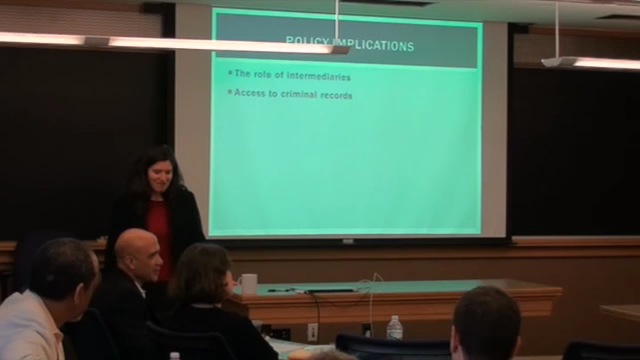 POLICY IMPLICATIONS
The role of intermediaries
Access to criminal records